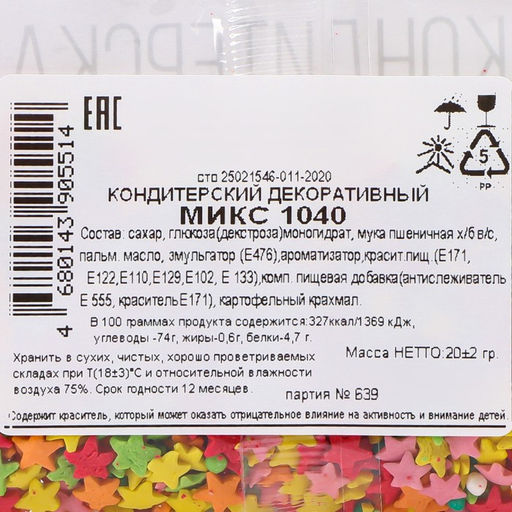 КОНДИТЕРСКА
EAC
4 680143 905514
5
PP
сто 25021546-011-2020
КОНДИТЕРСКИЙ ДЕКОРАТИВНЫЙ
МИКС 1040
Состав: сахар, глюкоза(декстроза)моногидрат, мука пшеничная х/б в/с,
пальм. масло, эмульгатор (Е476),ароматизатор,красит.пищ.(Е171,
Е122,Е110,Е129,Е102, Е 133),комп. пищевая добавка(антислеживатель
Е 555, красительЕ171), картофельный крахмал.
В 100 граммах продукта содержится:327ккал/1369 кДж,
углеводы -74г, жиры-0,6г, белки-4,7 г.
Хранить в сухих, чистых, хорошо проветриваемых
складах при Т(18±3)°С и относительной влажности
воздуха 75%. Срок годности 12 месяцев.
Масса НЕТТО:20±2 гр.
партия № 639
Содержит краситель, который может оказать отрицательное влияние на активность и внимание детей.